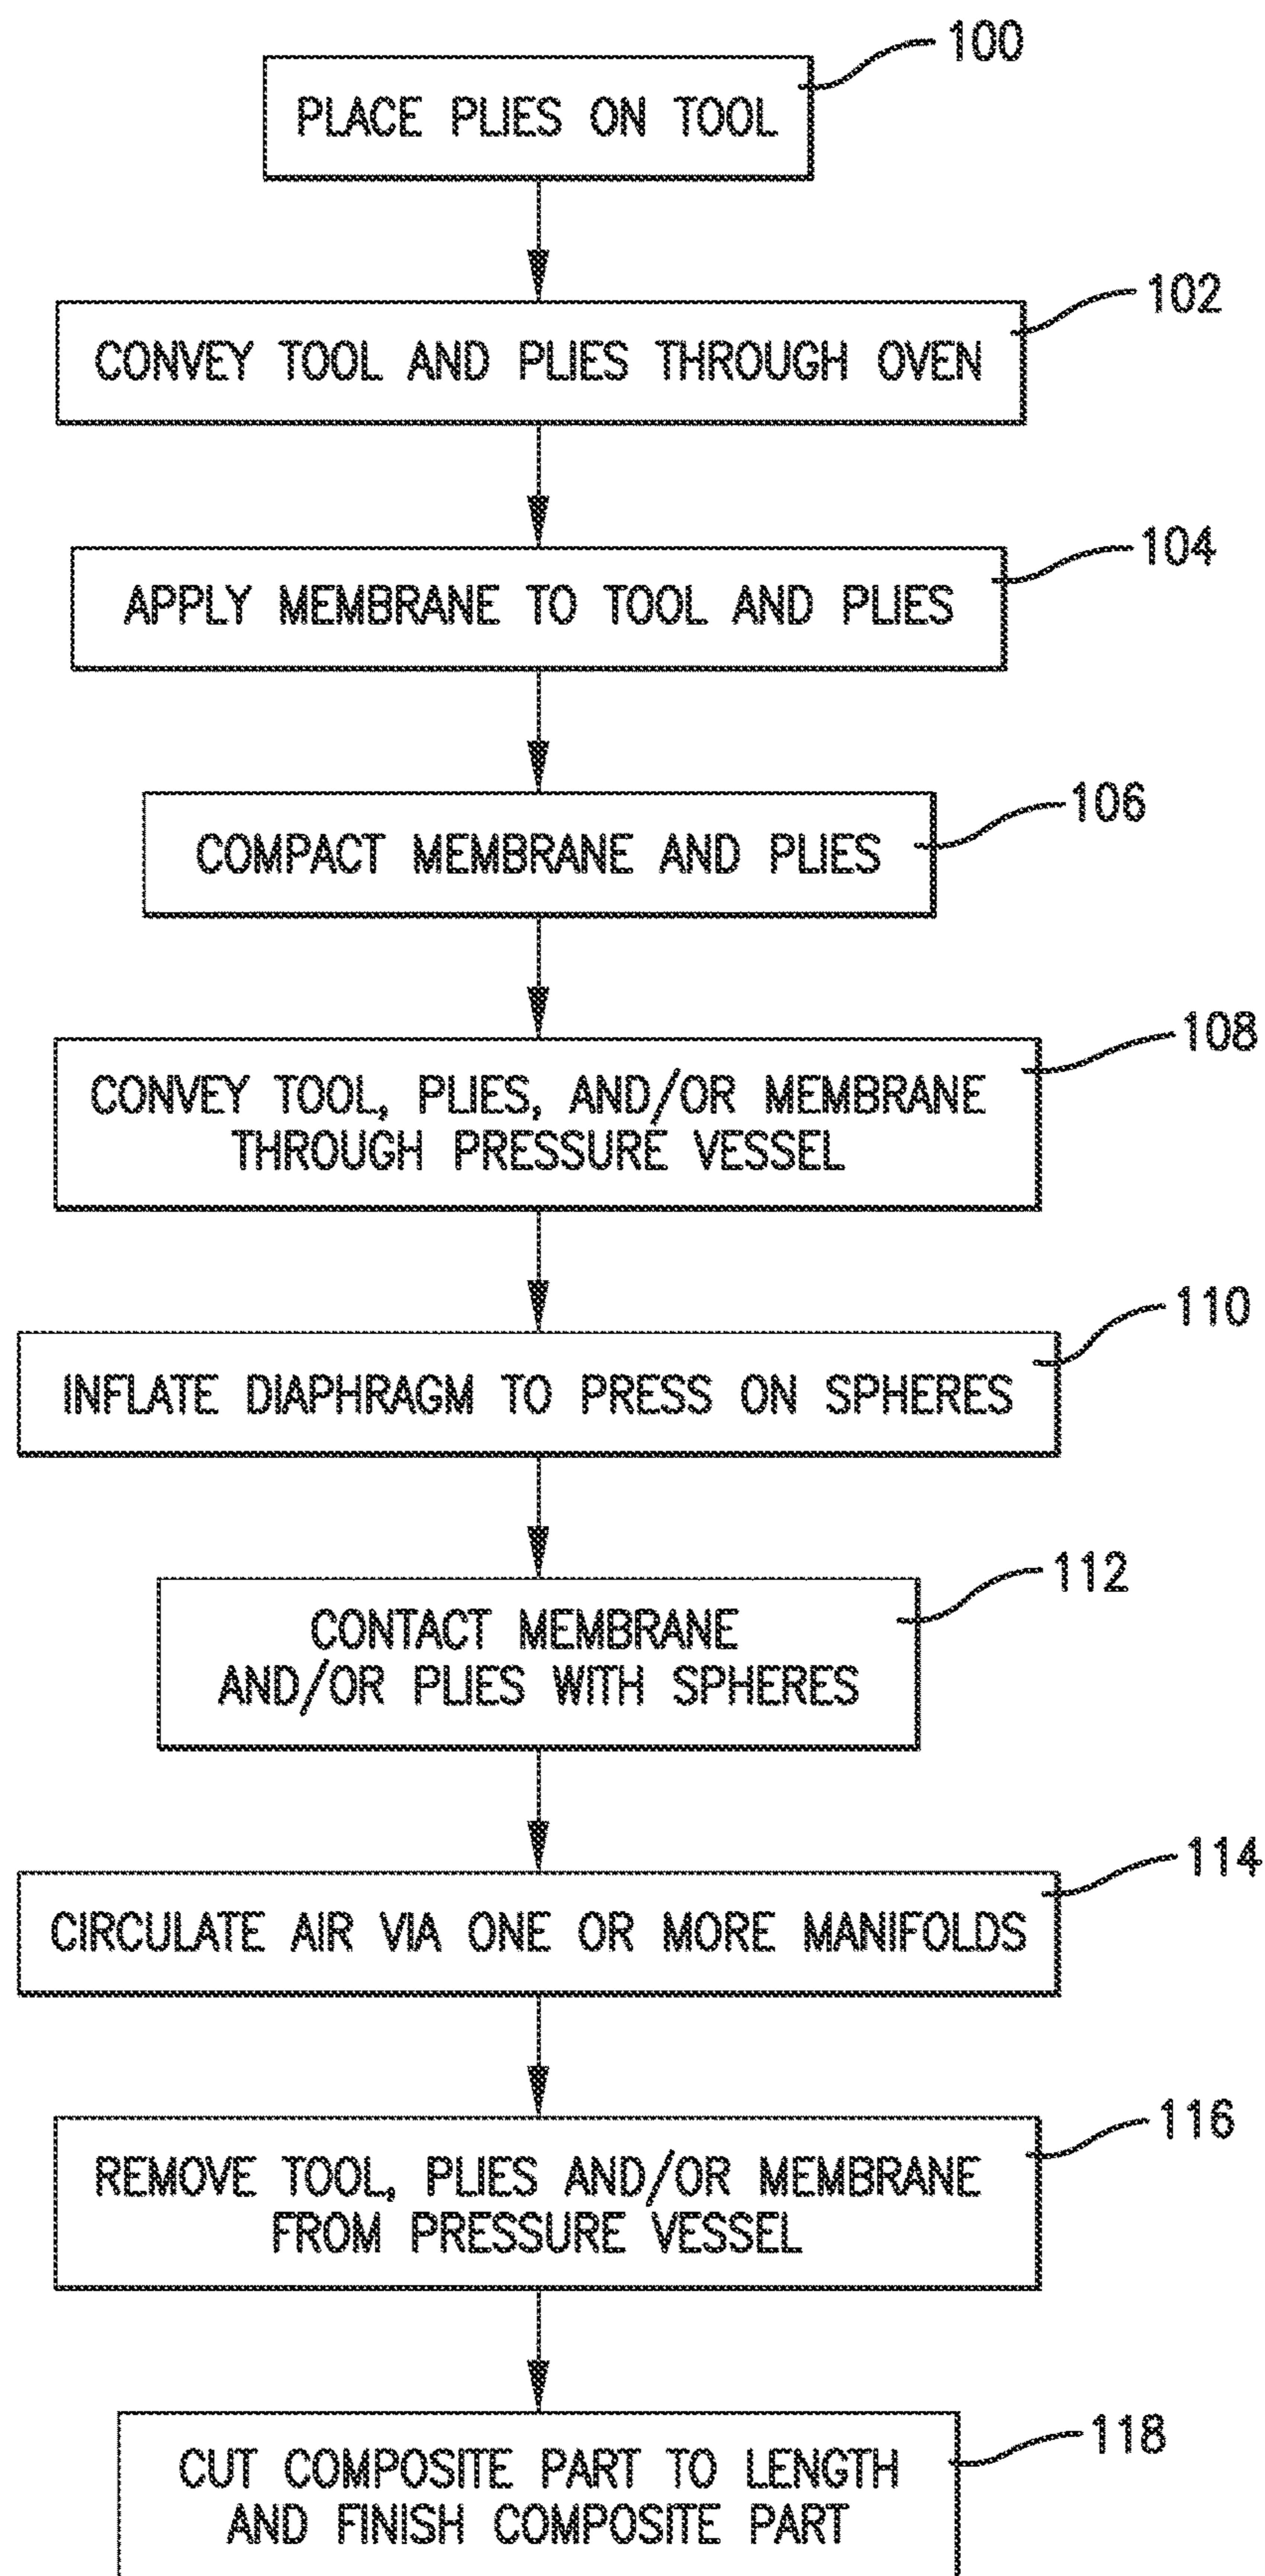 100
PLACE PLIES ON TOOL
102
CONVEY TOOL AND PLIES THROUGH OVEN
104
APPLY MEMBRANE TO TOOL AND PLIES
106
COMPACT MEMBRANE AND PLIES
108
CONVEY TOOL, PLIES, AND/OR MEMBRANE
THROUGH PRESSURE VESSEL
110
INFLATE DIAPHRAGM TO PRESS ON SPHERES
112
CONTACT MEMBRANE
AND/OR PLIES WITH SPHERES
114
CIRCULATE AIR VIA ONE OR MORE MANIFOLDS
116
REMOVE TOOL, PLIES AND/OR MEMBRANE
FROM PRESSURE VESSEL
118
CUT COMPOSITE PART TO LENGTH
AND FINISH COMPOSITE PART